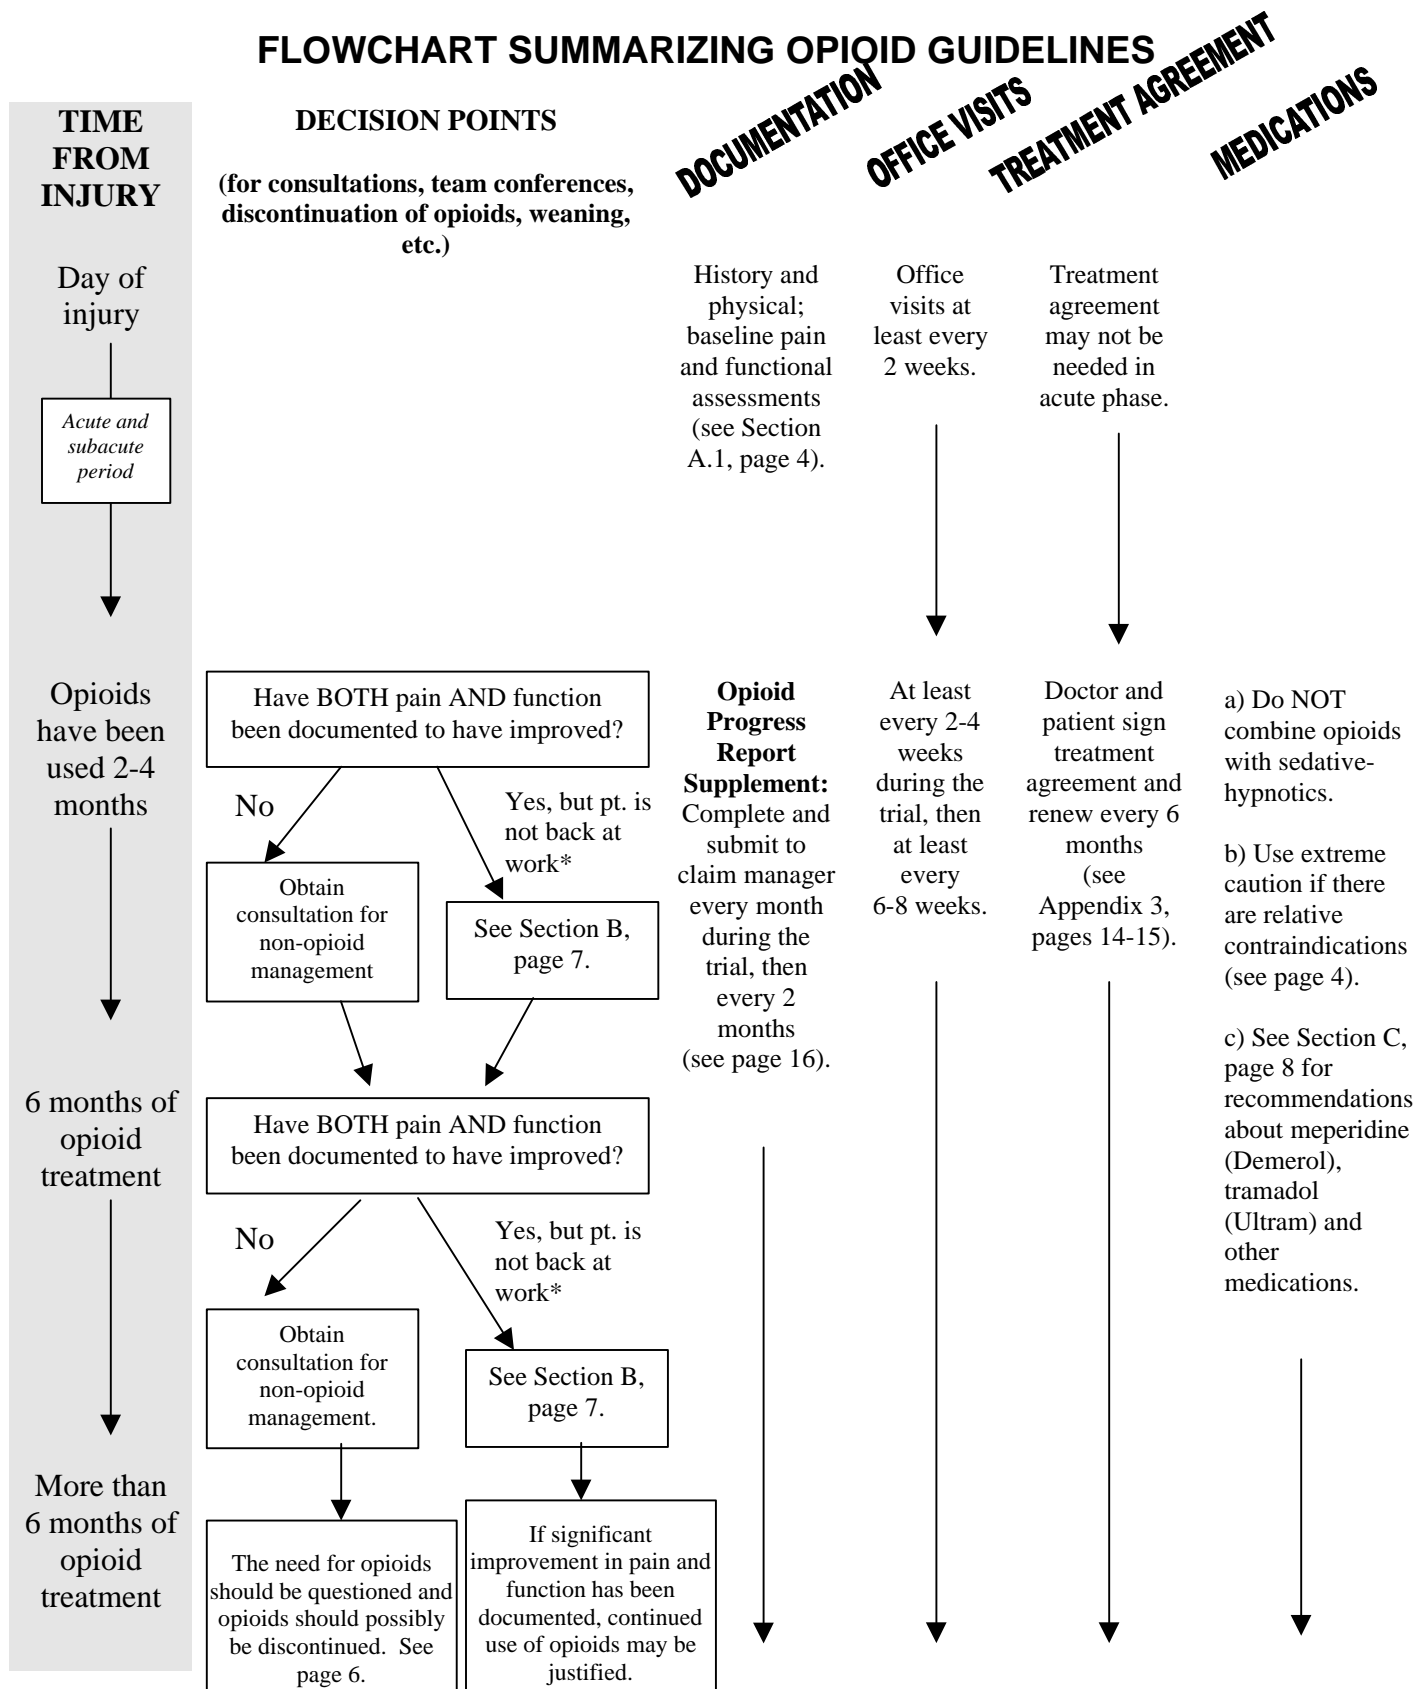 FLOWCHART SUMMARIZING OPIOID GUIDELINES
TIME
FROM
INJURY
DECISION POINTS
(for consultations, team conferences,
discontinuation of opioids, weaning,
etc.)
DOCUMENTATION
OFFICE VISITS
TREATMENT AGREEMENT
MEDICATIONS
Day of
injury
Acute and
subacute
period
History and
physical;
baseline pain
and functional
assessments
(see Section
A.1, page 4).
Office
visits at
least every
2 weeks.
Treatment
agreement
may not be
needed in
acute phase.
Opioids
have been
used 2-4
months
Have BOTH pain AND function
been documented to have improved?
No
Yes, but pt. is
not back at
work*
Obtain
consultation for
non-opioid
management
See Section B,
page 7.
Opioid
Progress
Report
Supplement:
Complete and
submit to
claim manager
every month
during the
trial, then
every 2
months
(see page 16).
At least
every 2-4
weeks
during the
trial, then
at least
every
6-8 weeks.
Doctor and
patient sign
treatment
agreement and
renew every 6
months
(see
Appendix 3,
pages 14-15).
a) Do NOT
combine opioids
with sedative-
hypnotics.
b) Use extreme
caution if there
are relative
contraindications
(see page 4).
c) See Section C,
page 8 for
recommendations
about meperidine
(Demerol),
tramadol
(Ultram) and
other
medications.
6 months of
opioid
treatment
Have BOTH pain AND function
been documented to have improved?
No
Yes, but pt. is
not back at
work*
Obtain
consultation for
non-opioid
management.
See Section B,
page 7.
More than
6 months of
opioid
treatment
The need for opioids
should be questioned and
opioids should possibly
be discontinued. See
page 6.
If significant
improvement in pain and
function has been
documented, continued
use of opioids may be
justified.